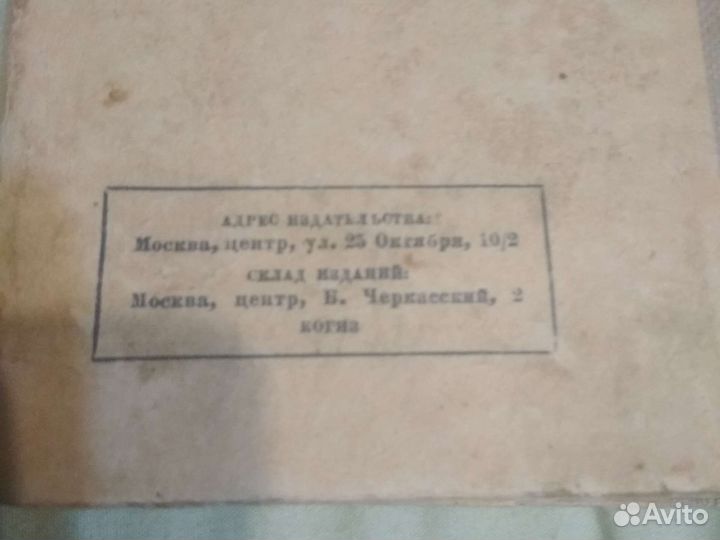 АДРЕС ИЗДАТЕЛЬСТВА:
Москва, центр, ул. 25 Октября, 10/2
СКЛАД ИЗДАНИЙ:
Москва, центр, Б. Черкасский, 2
КОГИЗ
Avito